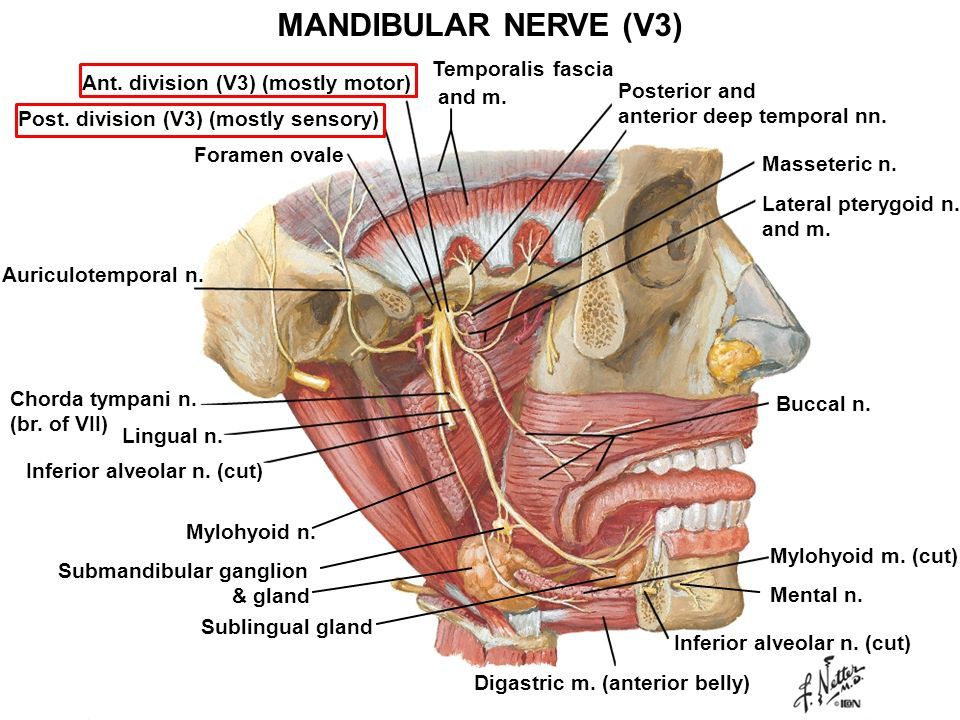 MANDIBULAR NERVE (V3)
Ant. division (V3) (mostly motor)
Post. division (V3) (mostly sensory)
Foramen ovale
Temporalis fascia
and m.
Posterior and
anterior deep temporal nn.
Masseteric n.
Lateral pterygoid n.
and m.
Auriculotemporal n.
Chorda tympani n.
(br. of VII)
Lingual n.
Inferior alveolar n. (cut)
Mylohyoid n.
Submandibular ganglion
& gland
Sublingual gland
Buccal n.
Mylohyoid m. (cut)
Mental n.
Inferior alveolar n. (cut)
Digastric m. (anterior belly)
F. Netter
M.D.